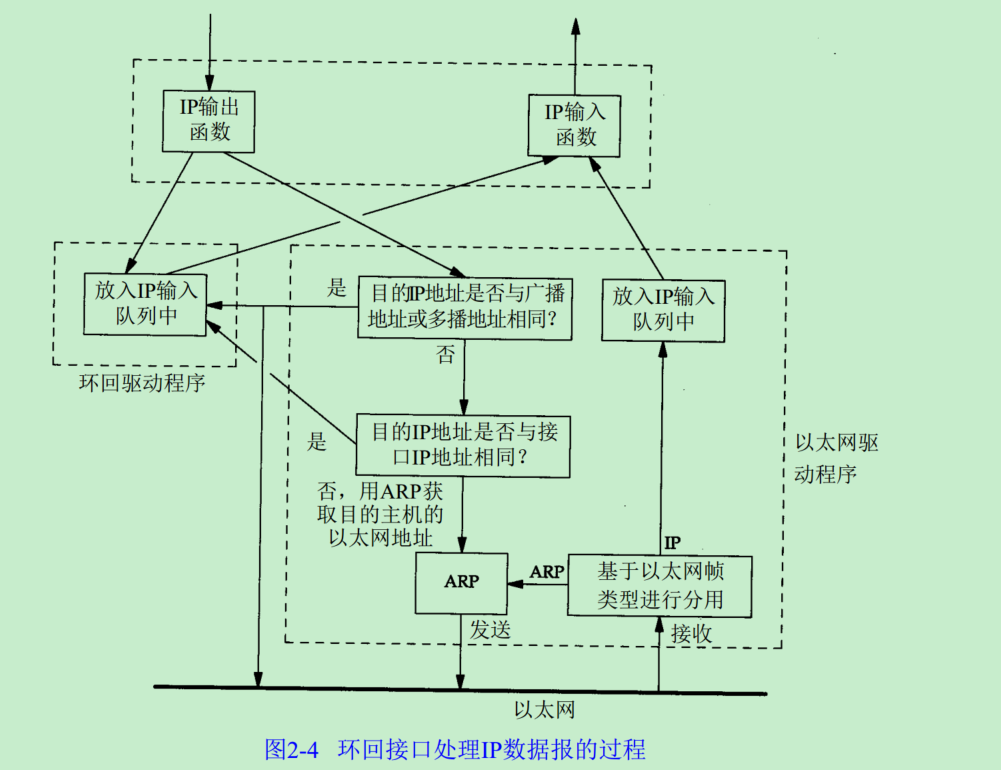 IP输出
函数
IP输入
函数
放入IP输入
队列中
环回驱动程序
是
目的IP地址是否与广播
地址或多播地址相同？
放入IP输入
队列中
否
目的IP地址是否与接
口IP地址相同？
是
以太网驱
动程序
否，用ARP获
取目的主机的
以太网地址
ARP
ARP
IP
基于以太网帧
类型进行分用
发送
接收
以太网
图2-4 环回接口处理IP数据报的过程